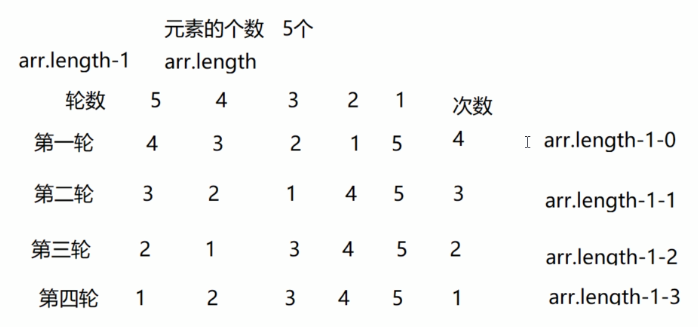 元素的个数 5个
arr.length-1 arr.length
轮数 5 4 3 2 1 次数
第一轮 4 3 2 1 5 4 arr.length-1-0
第二轮 3 2 1 4 5 3 arr.length-1-1
第三轮 2 1 3 4 5 2 arr.length-1-2
第四轮 1 2 3 4 5 1 arr.length-1-3